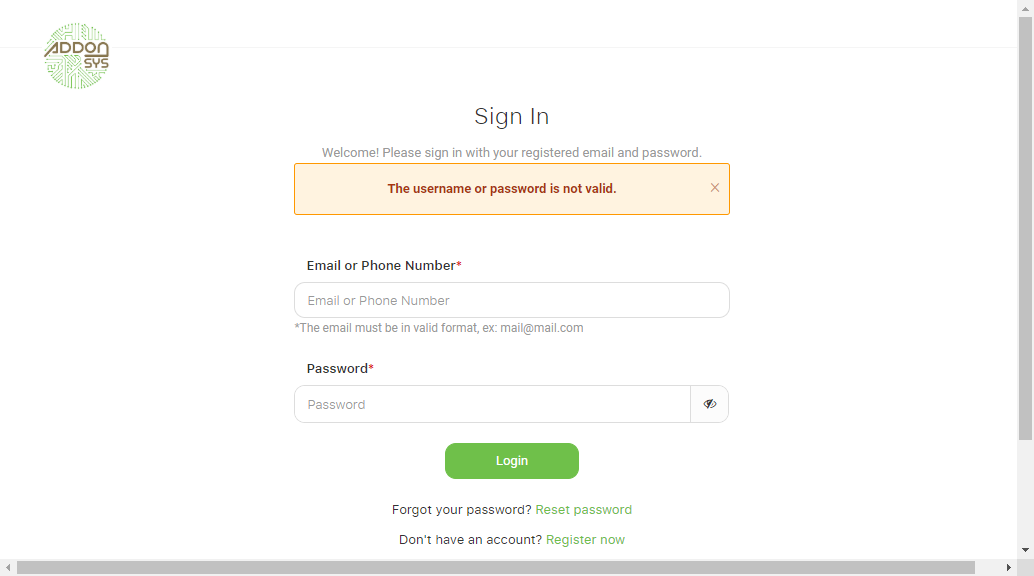 ADDON
SYS
Sign In
Welcome! Please sign in with your registered email and password.
The username or password is not valid.
Email or Phone Number*
Email or Phone Number
*The email must be in valid format, ex: mail@mail.com
Password*
Password
Login
Forgot your password? Reset password
Don't have an account? Register now